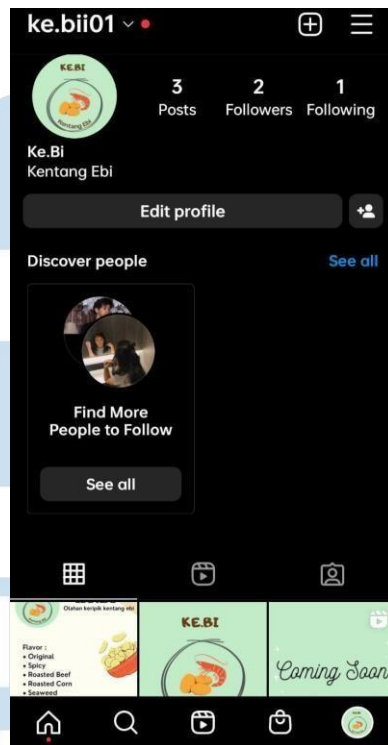 ke.bii01
KE.BI
Kentang Ebi
3 2 1
Posts Followers Following
Ke.Bi
Kentang Ebi
Edit profile
Discover people See all
Find More
People to Follow
See all
Olahan keripik kentang ebi
Flavor :
• Original
• Spicy
• Roasted Beef
• Roasted Corn
• Seaweed
KE.BI
Coming Soon